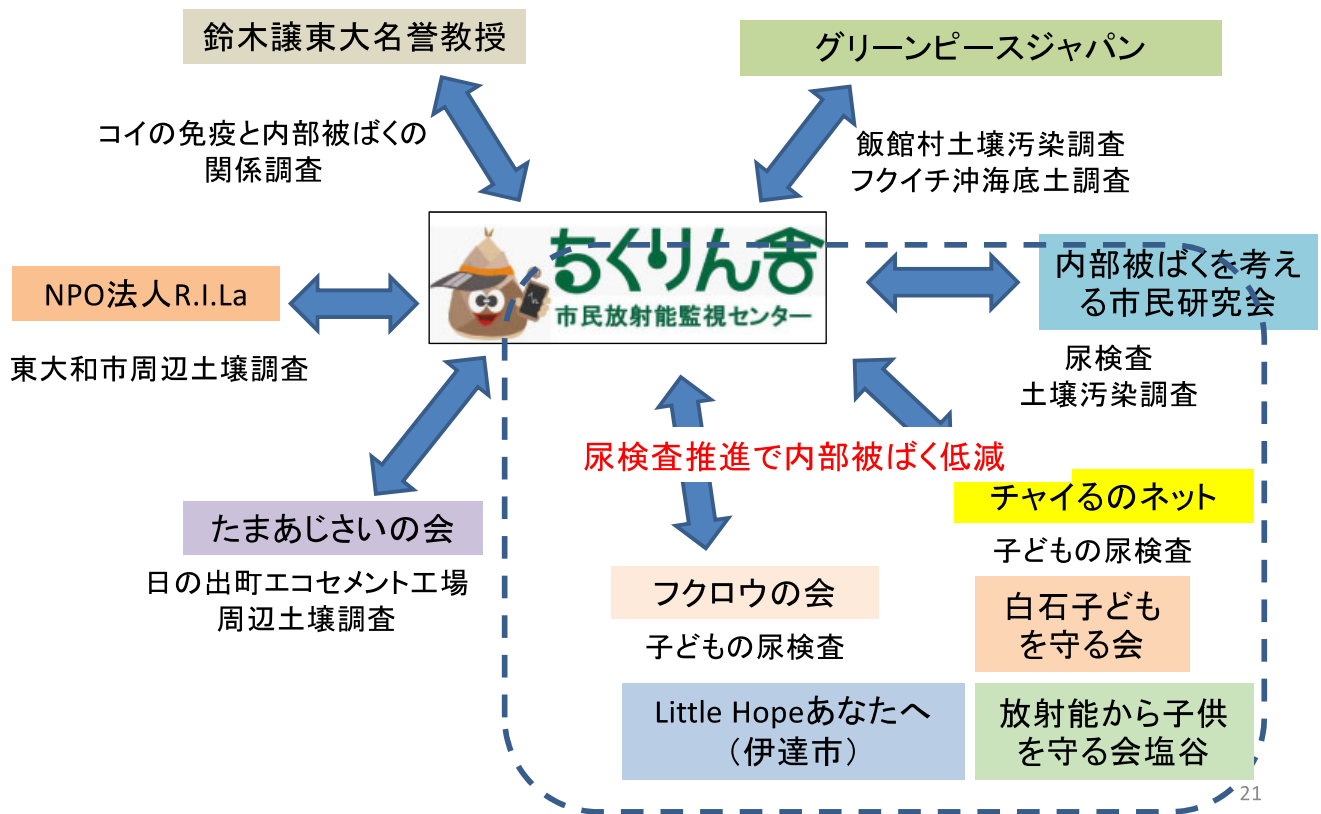 鈴木譲東大名誉教授
グリーンピースジャパン
コイの免疫と内部被ばくの
関係調査
飯館村土壌汚染調査
フクイチ沖海底土調査
ちくりん舎
市民放射能監視センター
NPO法人R.I.La
東大和市周辺土壌調査
内部被ばくを考え
る市民研究会
尿検査
土壌汚染調査
尿検査推進で内部被ばく低減
たまあじさいの会
日の出町エコセメント工場
周辺土壌調査
チャイるのネット
子どもの尿検査
フクロウの会
子どもの尿検査
白石子ども
を守る会
Little Hopeあなたへ
（伊達市）
放射能から子供
を守る会塩谷
21